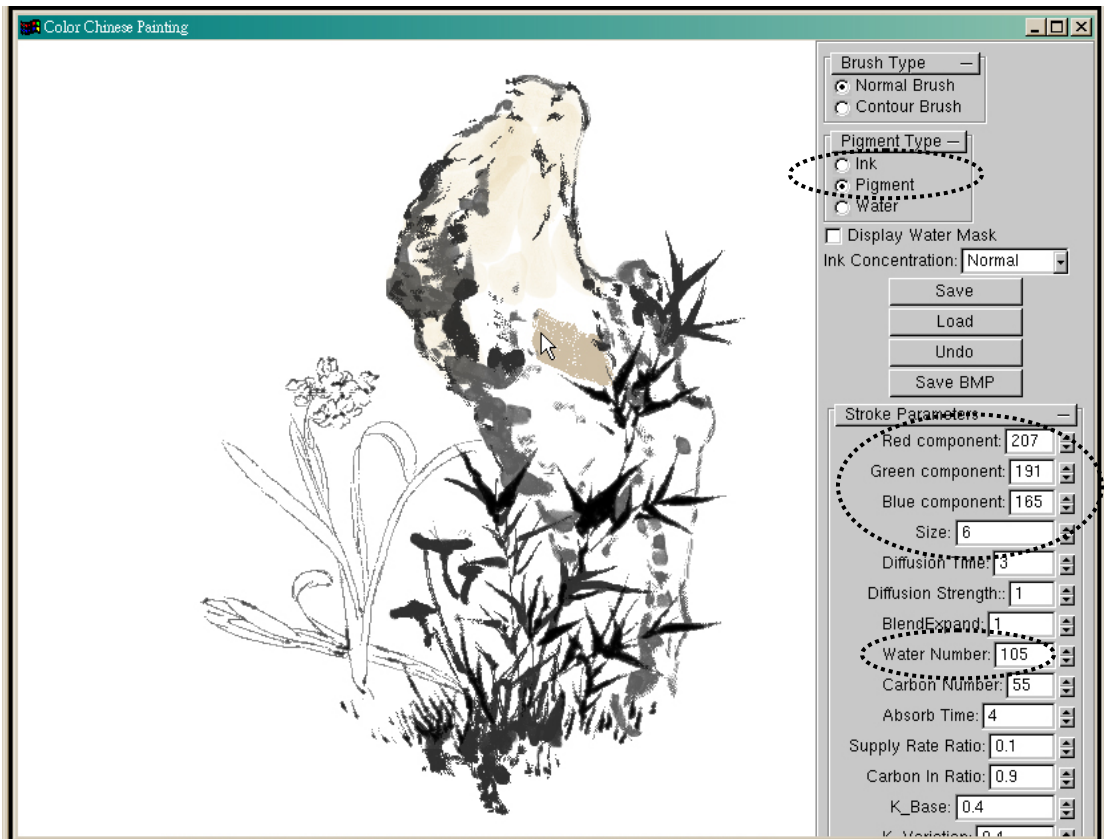 Color Chinese Painting
Brush Type
Normal Brush
Contour Brush
Pigment Type
Ink
Pigment
Water
Display Water Mask
Ink Concentration: Normal
Save
Load
Undo
Save BMP
Stroke Parameters
Red component: 207
Green component: 191
Blue component: 165
Size: 6
Diffusion Time: 3
Diffusion Strength:: 1
BlendExpand: 1
Water Number: 105
Carbon Number: 55
Absorb Time: 4
Supply Rate Ratio: 0.1
Carbon In Ratio: 0.9
K_Base: 0.4
K_Variation: 0.4